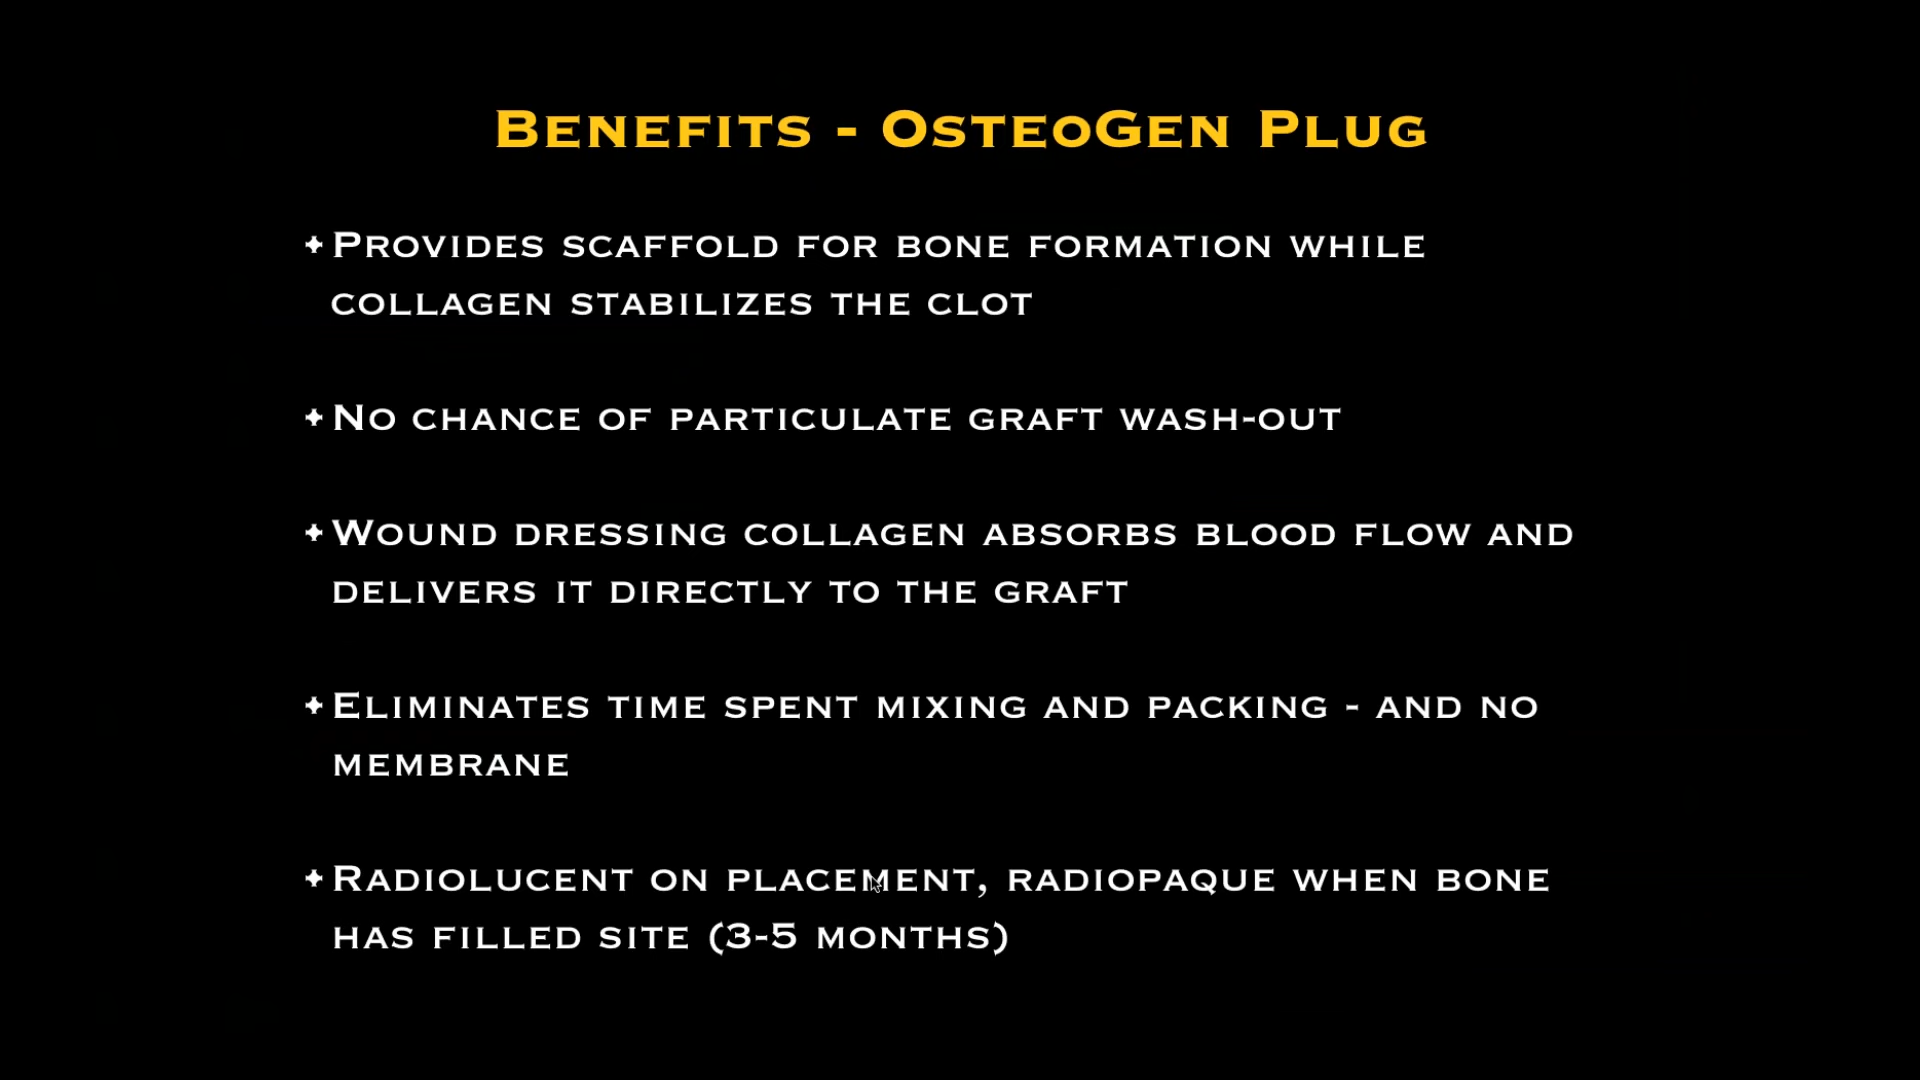 Benefits - OsteoGen Plug
Provides scaffold for bone formation while
collagen stabilizes the clot
No chance of particulate graft wash-out
Wound dressing collagen absorbs blood flow and
delivers it directly to the graft
Eliminates time spent mixing and packing - and no
membrane
Radiolucent on placement, radiopaque when bone
has filled site (3-5 months)